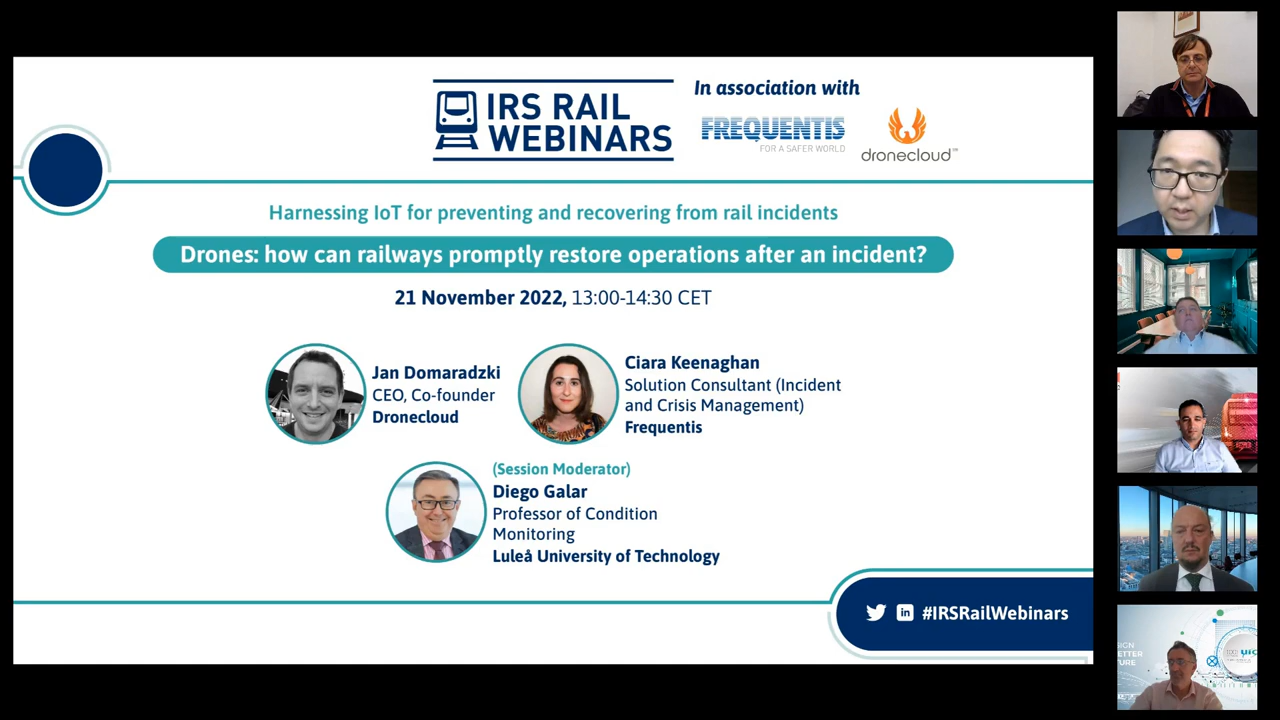 IRS RAIL
WEBINARS
In association with
FREQUENTIS
FOR A SAFER WORLD
dronecloud™
Harnessing IoT for preventing and recovering from rail incidents
Drones: how can railways promptly restore operations after an incident?
21 November 2022, 13:00-14:30 CET
Jan Domaradzki
CEO, Co-founder
Dronecloud
Ciara Keenaghan
Solution Consultant (Incident
and Crisis Management)
Frequentis
(Session Moderator)
Diego Galar
Professor of Condition
Monitoring
Luleå University of Technology
#IRSRailWebinars